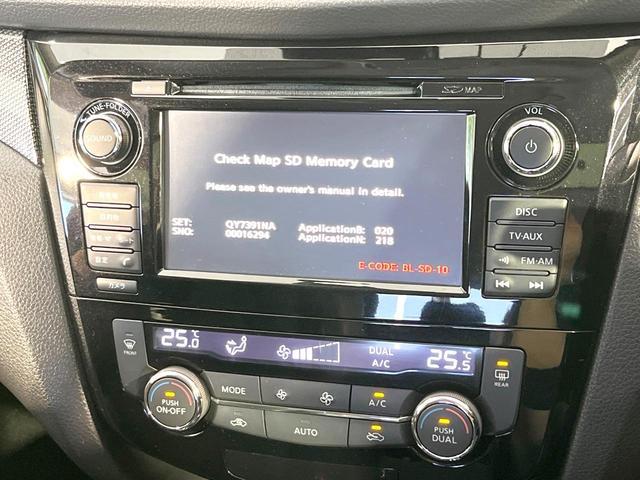 SD MAP
TUNE·FOLDER
SOUND
VOL
Check Map SD Memory Card
Please see the owner's manual in detail.
SET: QY7391NA ApplicationB: 020
SNO: 00016294 ApplicationN: 218
E-CODE: BL-SD-10
DISC
TV·AUX
FM·AM
設定
カメラ
25.0 °C
DUAL
A/C
25.5 °C
FRONT
REAR
PUSH
ON·OFF
MODE
A/C
AUTO
PUSH
DUAL